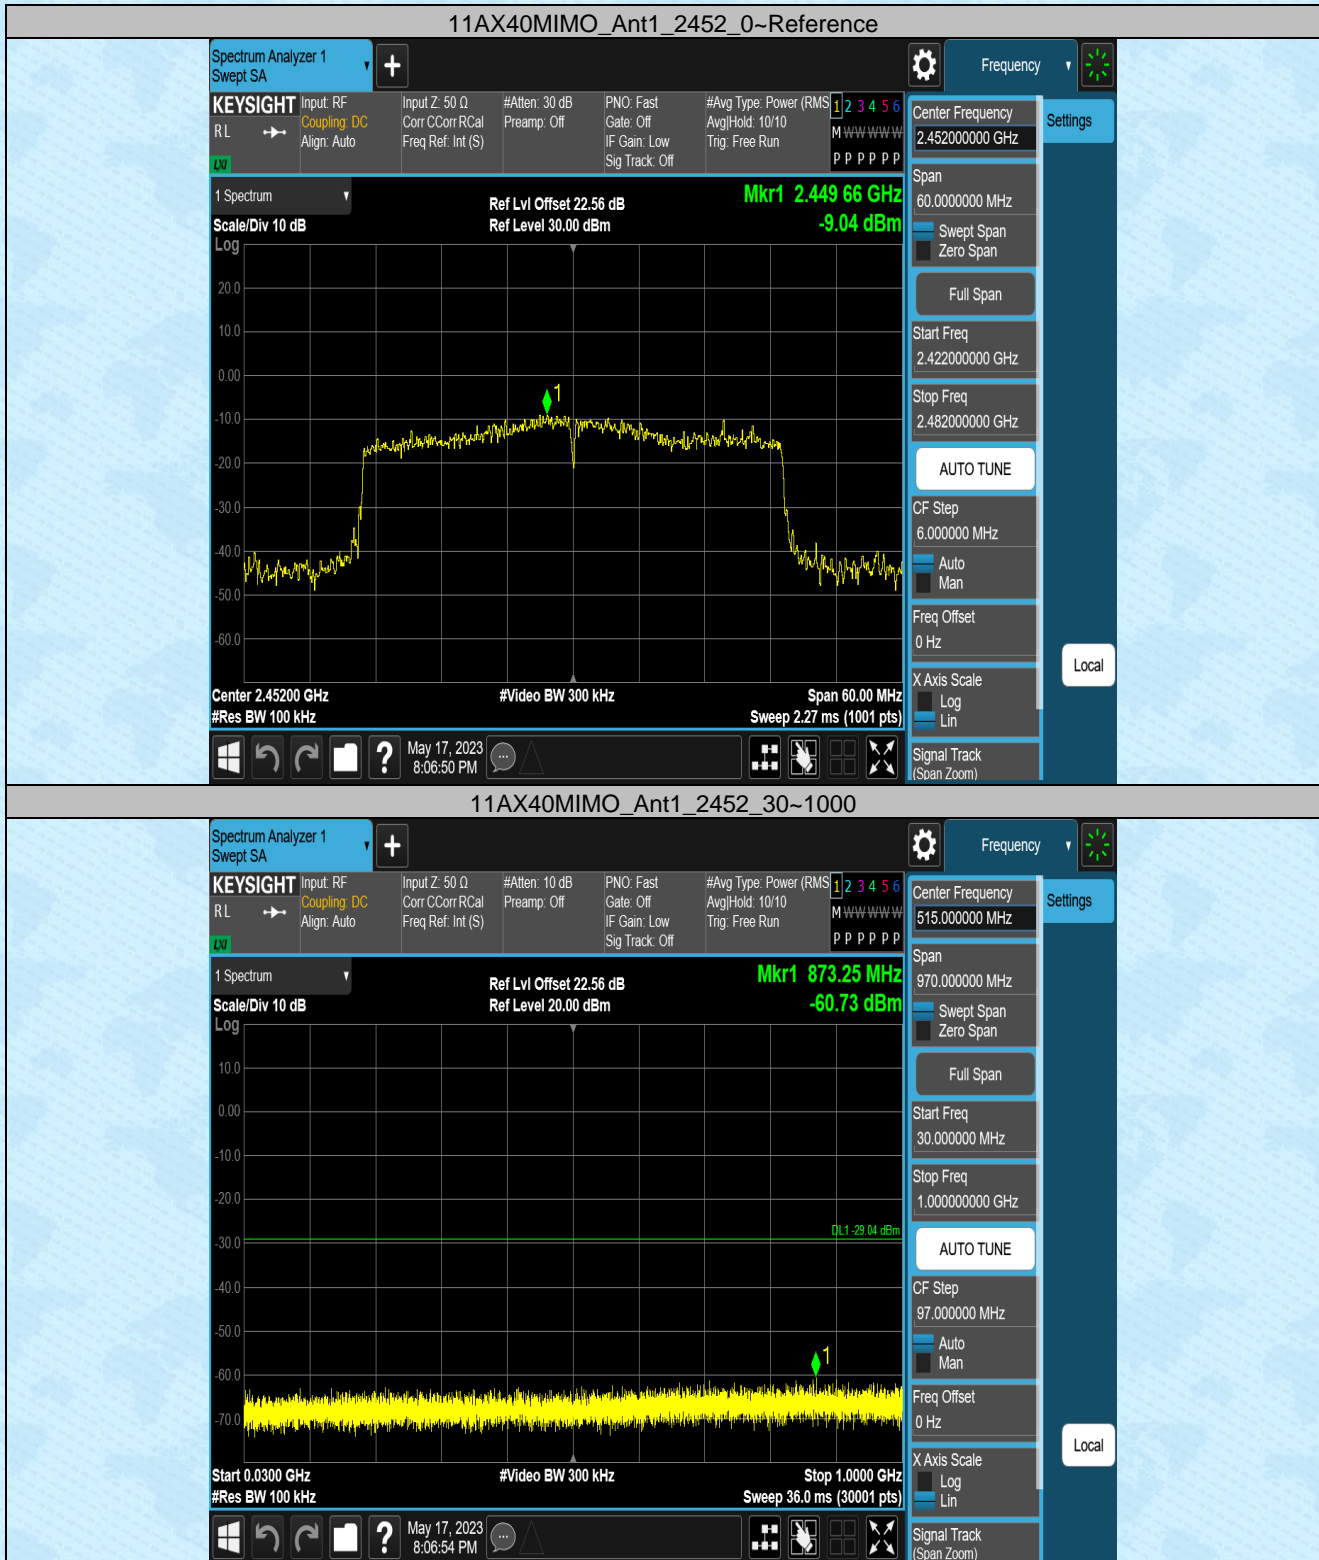 11AX40MIMO_Ant1_2452_0~Reference
Spectrum Analyzer 1
Swept SA
Frequency
KEYSIGHT
RL
LXI
Input: RF
Coupling: DC
Align: Auto
Input Z: 50 Ω
Corr CCorr RCal
Freq Ref: Int (S)
#Atten: 30 dB
Preamp: Off
PNO: Fast
Gate: Off
IF Gain: Low
Sig Track: Off
#Avg Type: Power (RMS
Avg|Hold: 10/10
Trig: Free Run
1 2 3 4 5 6
M W W W W W
P P P P P P
1 Spectrum
Scale/Div 10 dB
Log
Ref Lvl Offset 22.56 dB
Ref Level 30.00 dBm
Mkr1 2.449 66 GHz
-9.04 dBm
20.0
10.0
0.00
-10.0
-20.0
-30.0
-40.0
-50.0
-60.0
1
Center 2.45200 GHz
#Res BW 100 kHz
#Video BW 300 kHz
Span 60.00 MHz
Sweep 2.27 ms (1001 pts)
May 17, 2023
8:06:50 PM
Center Frequency
2.452000000 GHz
Settings
Span
60.0000000 MHz
Swept Span
Zero Span
Full Span
Start Freq
2.422000000 GHz
Stop Freq
2.482000000 GHz
AUTO TUNE
CF Step
6.000000 MHz
Auto
Man
Freq Offset
0 Hz
Local
X Axis Scale
Log
Lin
Signal Track
(Span Zoom)
11AX40MIMO_Ant1_2452_30~1000
Spectrum Analyzer 1
Swept SA
Frequency
KEYSIGHT
RL
LXI
Input: RF
Coupling: DC
Align: Auto
Input Z: 50 Ω
Corr CCorr RCal
Freq Ref: Int (S)
#Atten: 10 dB
Preamp: Off
PNO: Fast
Gate: Off
IF Gain: Low
Sig Track: Off
#Avg Type: Power (RMS
Avg|Hold: 10/10
Trig: Free Run
1 2 3 4 5 6
M W W W W W
P P P P P P
1 Spectrum
Scale/Div 10 dB
Log
Ref Lvl Offset 22.56 dB
Ref Level 20.00 dBm
Mkr1 873.25 MHz
-60.73 dBm
10.0
0.00
-10.0
-20.0
-30.0
-40.0
-50.0
-60.0
-70.0
DL1 -29.04 dBm
1
Start 0.0300 GHz
#Res BW 100 kHz
#Video BW 300 kHz
Stop 1.0000 GHz
Sweep 36.0 ms (30001 pts)
May 17, 2023
8:06:54 PM
Center Frequency
515.000000 MHz
Settings
Span
970.000000 MHz
Swept Span
Zero Span
Full Span
Start Freq
30.000000 MHz
Stop Freq
1.000000000 GHz
AUTO TUNE
CF Step
97.000000 MHz
Auto
Man
Freq Offset
0 Hz
Local
X Axis Scale
Log
Lin
Signal Track
(Span Zoom)